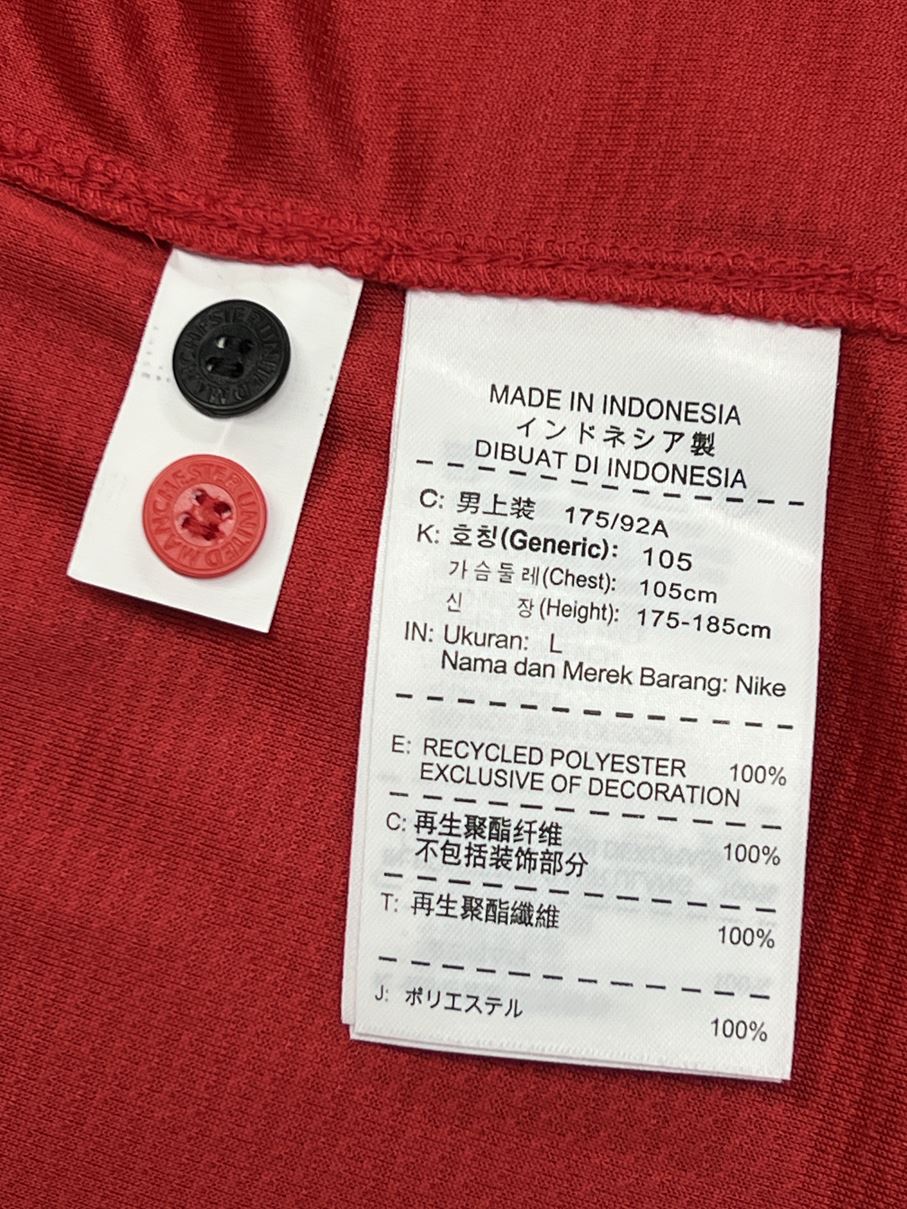 MANCHESTER UNITED
MANCHESTER UNITED
MADE IN INDONESIA
インドネシア製
DIBUAT DI INDONESIA
C: 男上装 175/92A
K: 호칭(Generic): 105
가슴둘레(Chest): 105cm
신 장(Height): 175-185cm
IN: Ukuran: L
Nama dan Merek Barang: Nike
E: RECYCLED POLYESTER 100%
EXCLUSIVE OF DECORATION
C: 再生聚酯纤维 100%
不包括装饰部分
T: 再生聚酯纖維 100%
J: ポリエステル 100%